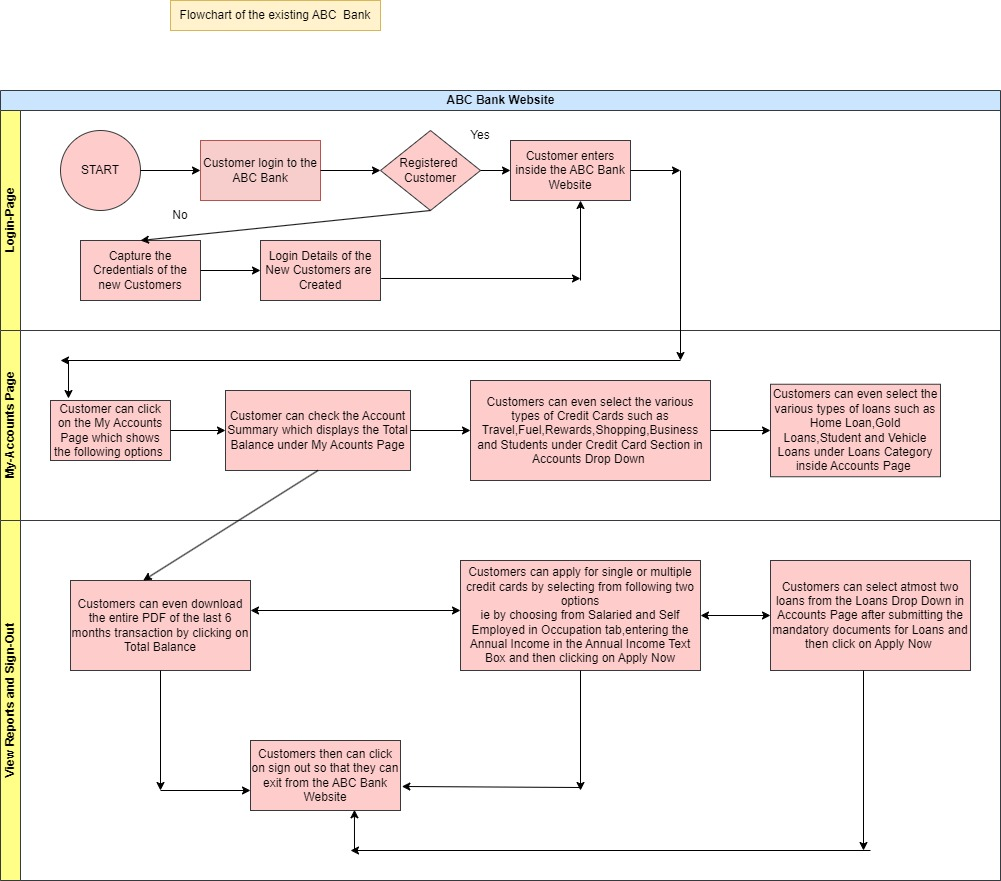 Flowchart of the existing ABC  Bank
ABC Bank Website
Login-Page
START
Customer login to the
ABC Bank
Registered
Customer
Yes
Customer enters
inside the ABC Bank
Website
No
Capture the
Credentials of the
new Customers
Login Details of the
New Customers are
Created
My-Accounts Page
Customer can click
on the My Accounts
Page which shows
the following options
Customer can check the Account
Summary which displays the Total
Balance under My Acounts Page
Customers can even select the various
types of Credit Cards such as
Travel,Fuel,Rewards,Shopping,Business
and Students under Credit Card Section in
Accounts Drop Down
Customers can even select the
various types of loans such as
Home Loan,Gold
Loans,Student and Vehicle
Loans under Loans Category
inside Accounts Page
View Reports and Sign-Out
Customers can even download
the entire PDF of the last 6
months transaction by clicking on
Total Balance
Customers can apply for single or multiple
credit cards by selecting from following two
options
ie by choosing from Salaried and Self
Employed in Occupation tab,entering the
Annual Income in the Annual Income Text
Box and then clicking on Apply Now
Customers can select atmost two
loans from the Loans Drop Down in
Accounts Page after submitting the
mandatory documents for Loans and
then click on Apply Now
Customers then can click
on sign out so that they can
exit from the ABC Bank
Website